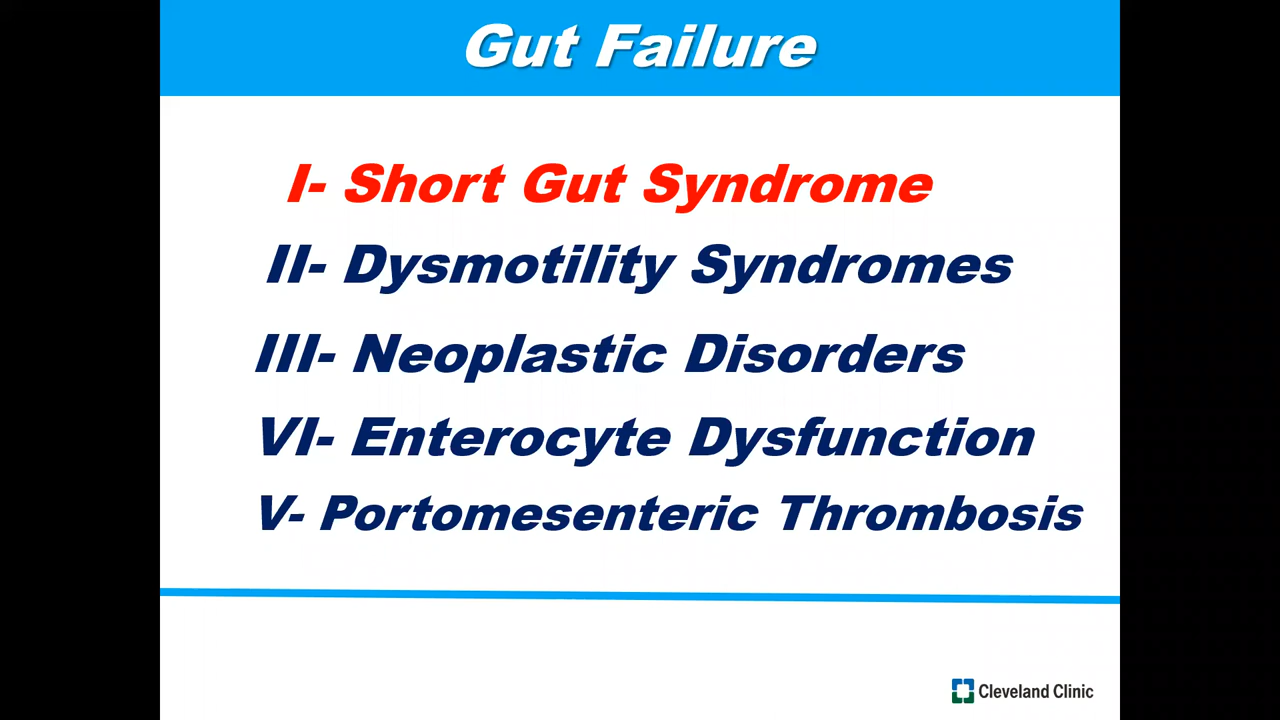 Gut Failure
I- Short Gut Syndrome
II- Dysmotility Syndromes
III- Neoplastic Disorders
VI- Enterocyte Dysfunction
V- Portomesenteric Thrombosis
Cleveland Clinic